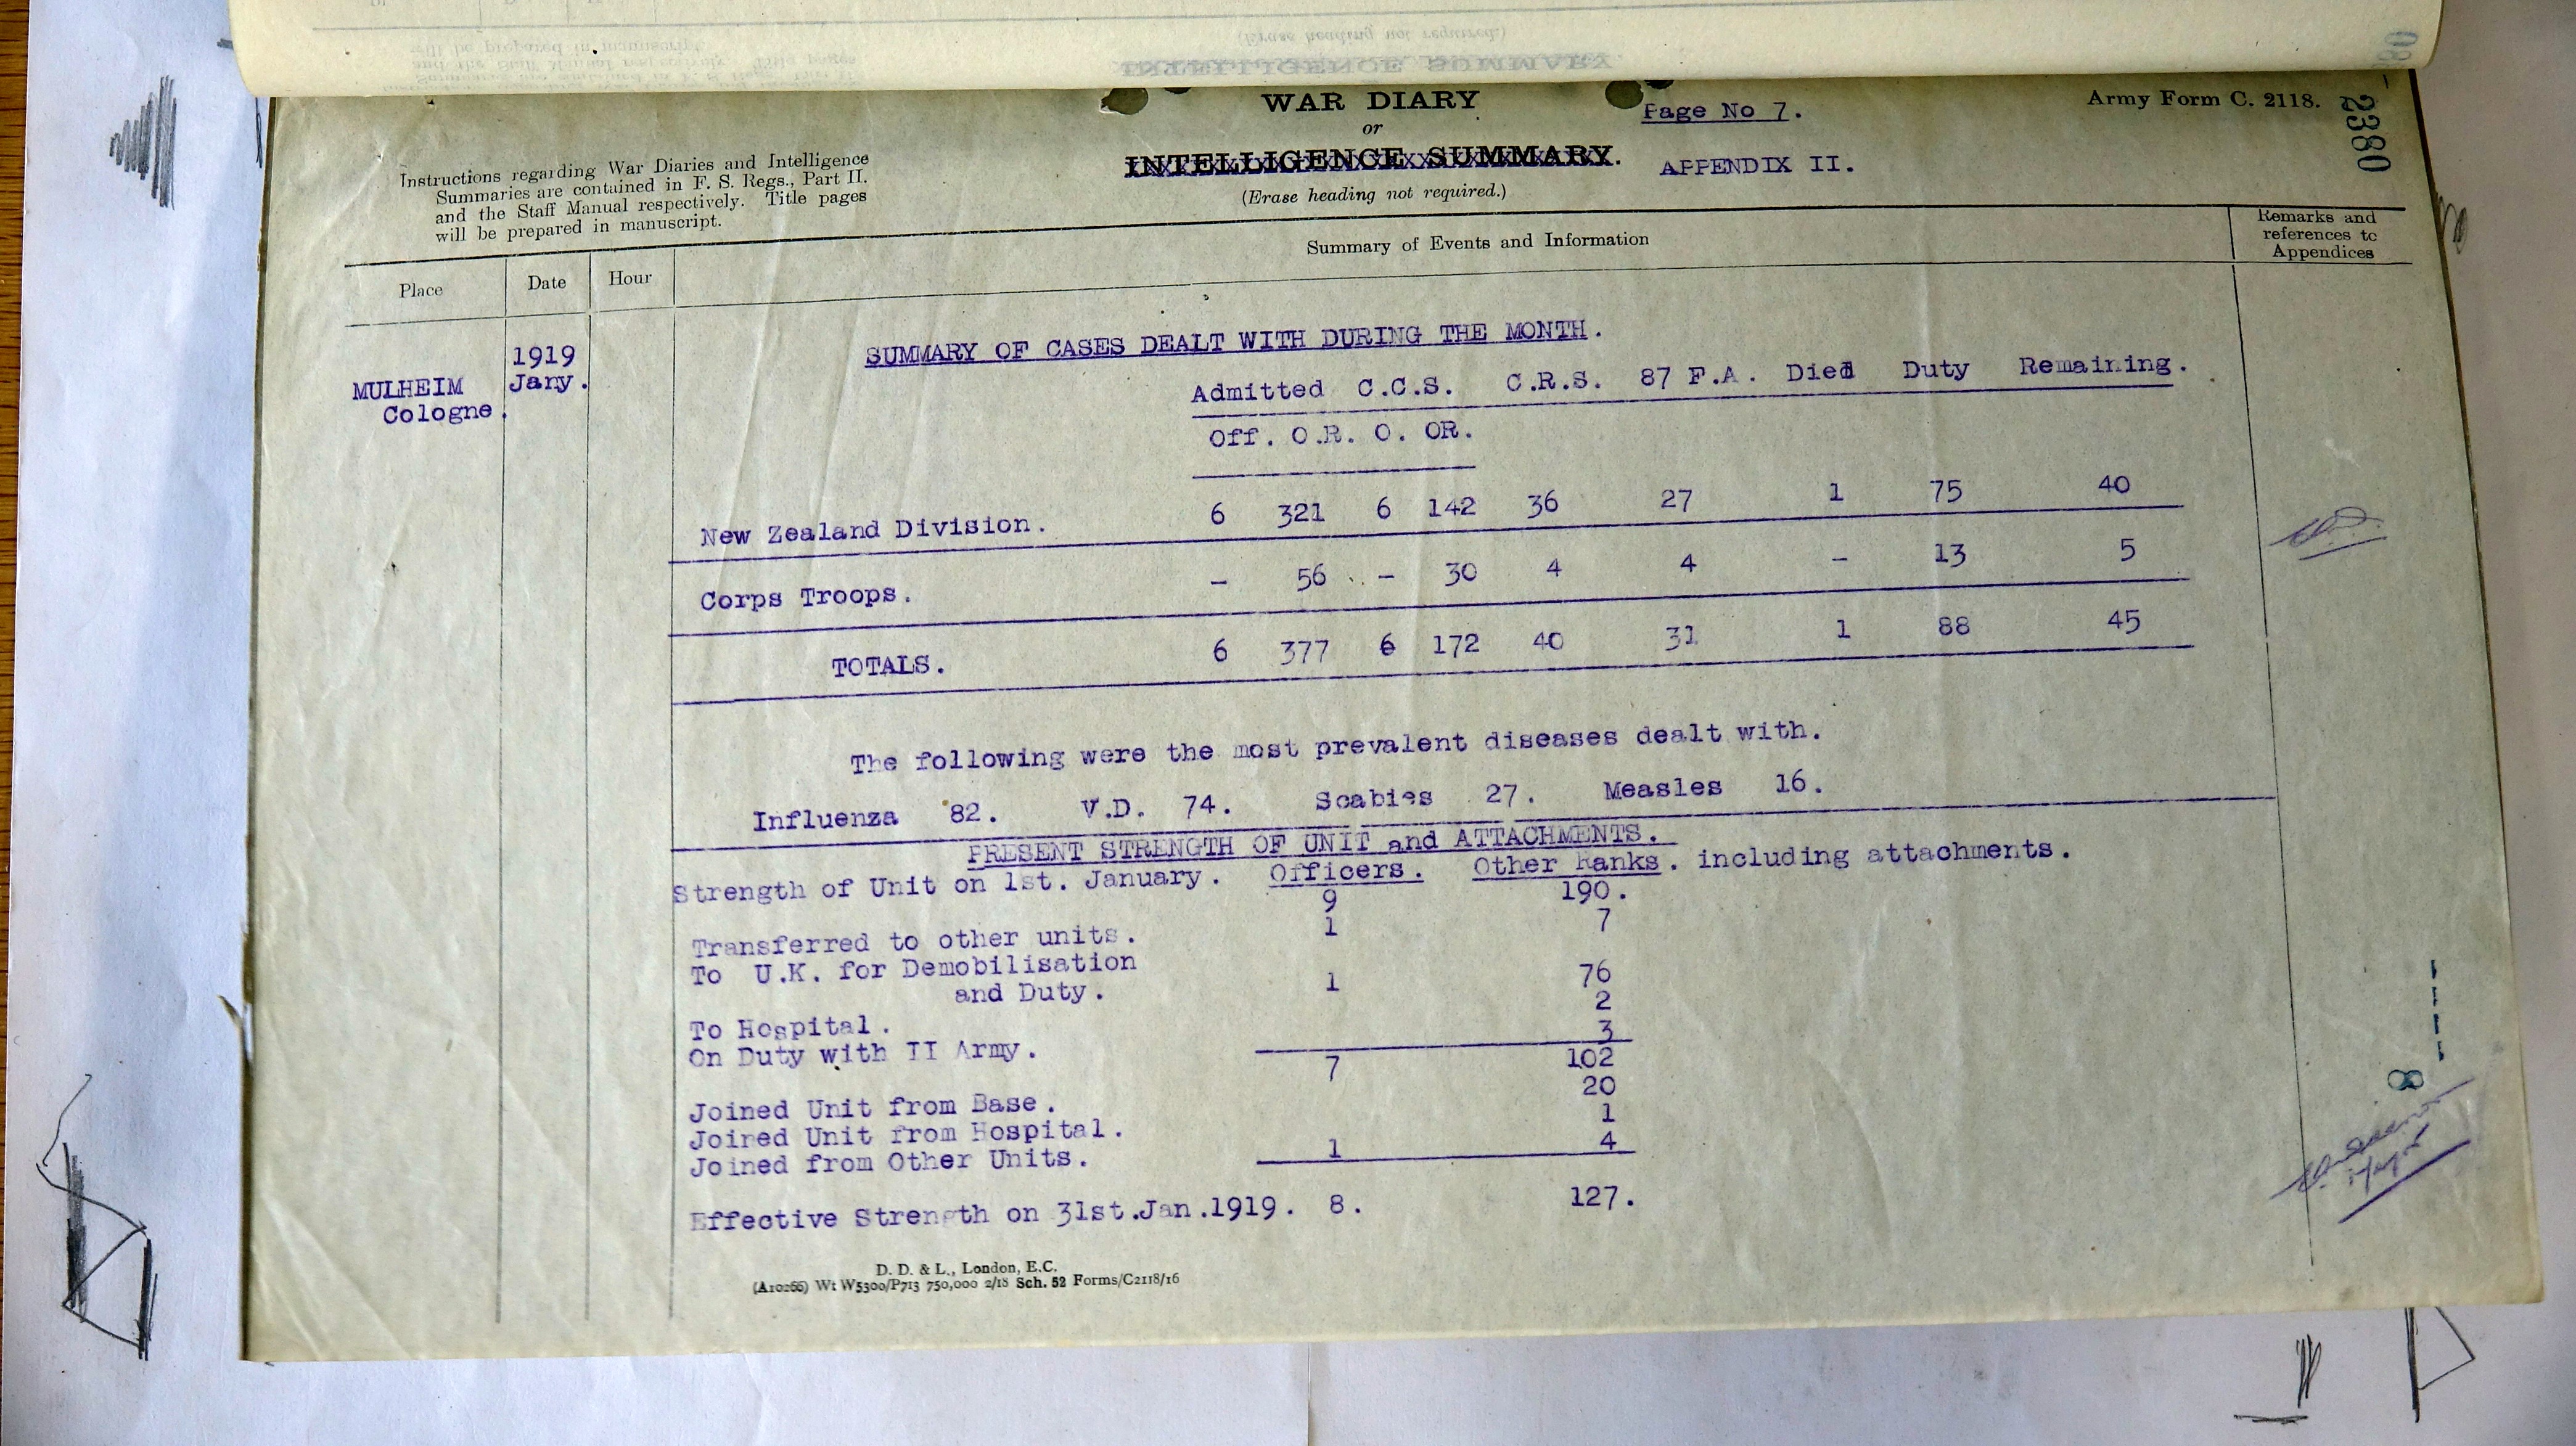 WAR DIARY
or
INTELLIGENCE SUMMARY.
(Erase heading not required.)
Page No 7.
APPENDIX II.
Army Form C. 2118.
2380
Instructions regarding War Diaries and Intelligence
Summaries are contained in F. S. Regs., Part II.
and the Staff Manual respectively. Title pages
will be prepared in manuscript.
Place Date Hour Summary of Events and Information Remarks and references to Appendices
MULHEIM Cologne. 1919 Jany.
SUMMARY OF CASES DEALT WITH DURING THE MONTH.
Admitted C.C.S. C.R.S. 87 F.A. Died Duty Remaining.
Off. O.R. O. OR.
New Zealand Division. 6 321 6 142 36 27 1 75 40
Corps Troops. - 56 - 30 4 4 - 13 5
TOTALS. 6 377 6 172 40 31 1 88 45
The following were the most prevalent diseases dealt with.
Influenza 82. V.D. 74. Scabies 27. Measles 16.
PRESENT STRENGTH OF UNIT and ATTACHMENTS.
Strength of Unit on 1st. January. Officers. Other Ranks. including attachments.
9 190.
Transferred to other units. 1 7
To U.K. for Demobilisation
and Duty. 1 76
To Hospital. 2
On Duty with II Army. 3
7 102
Joined Unit from Base. 20
Joined Unit from Hospital. 1
Joined from Other Units. 1 4
Effective Strength on 31st.Jan.1919. 8. 127.
8
D. D. & L., London, E.C.
(A10266) Wt W5300/P713 750,000 2/18 Sch. 52 Forms/C2118/16